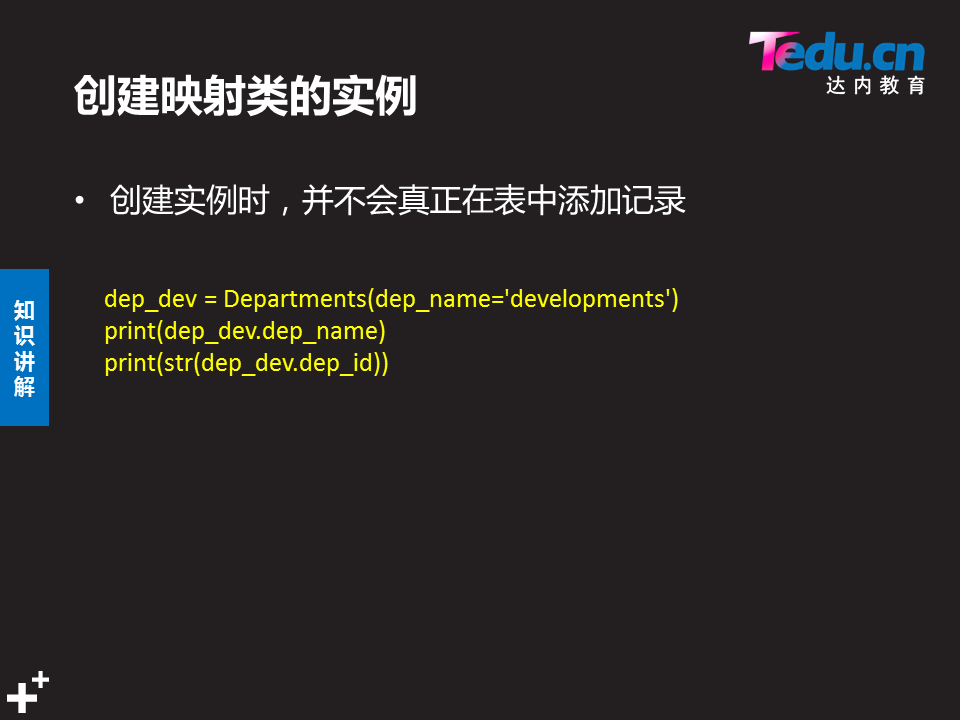 Tedu.cn
达内教育
创建映射类的实例
• 创建实例时，并不会真正在表中添加记录
dep_dev = Departments(dep_name='developments')
print(dep_dev.dep_name)
print(str(dep_dev.dep_id))
知
识
讲
解